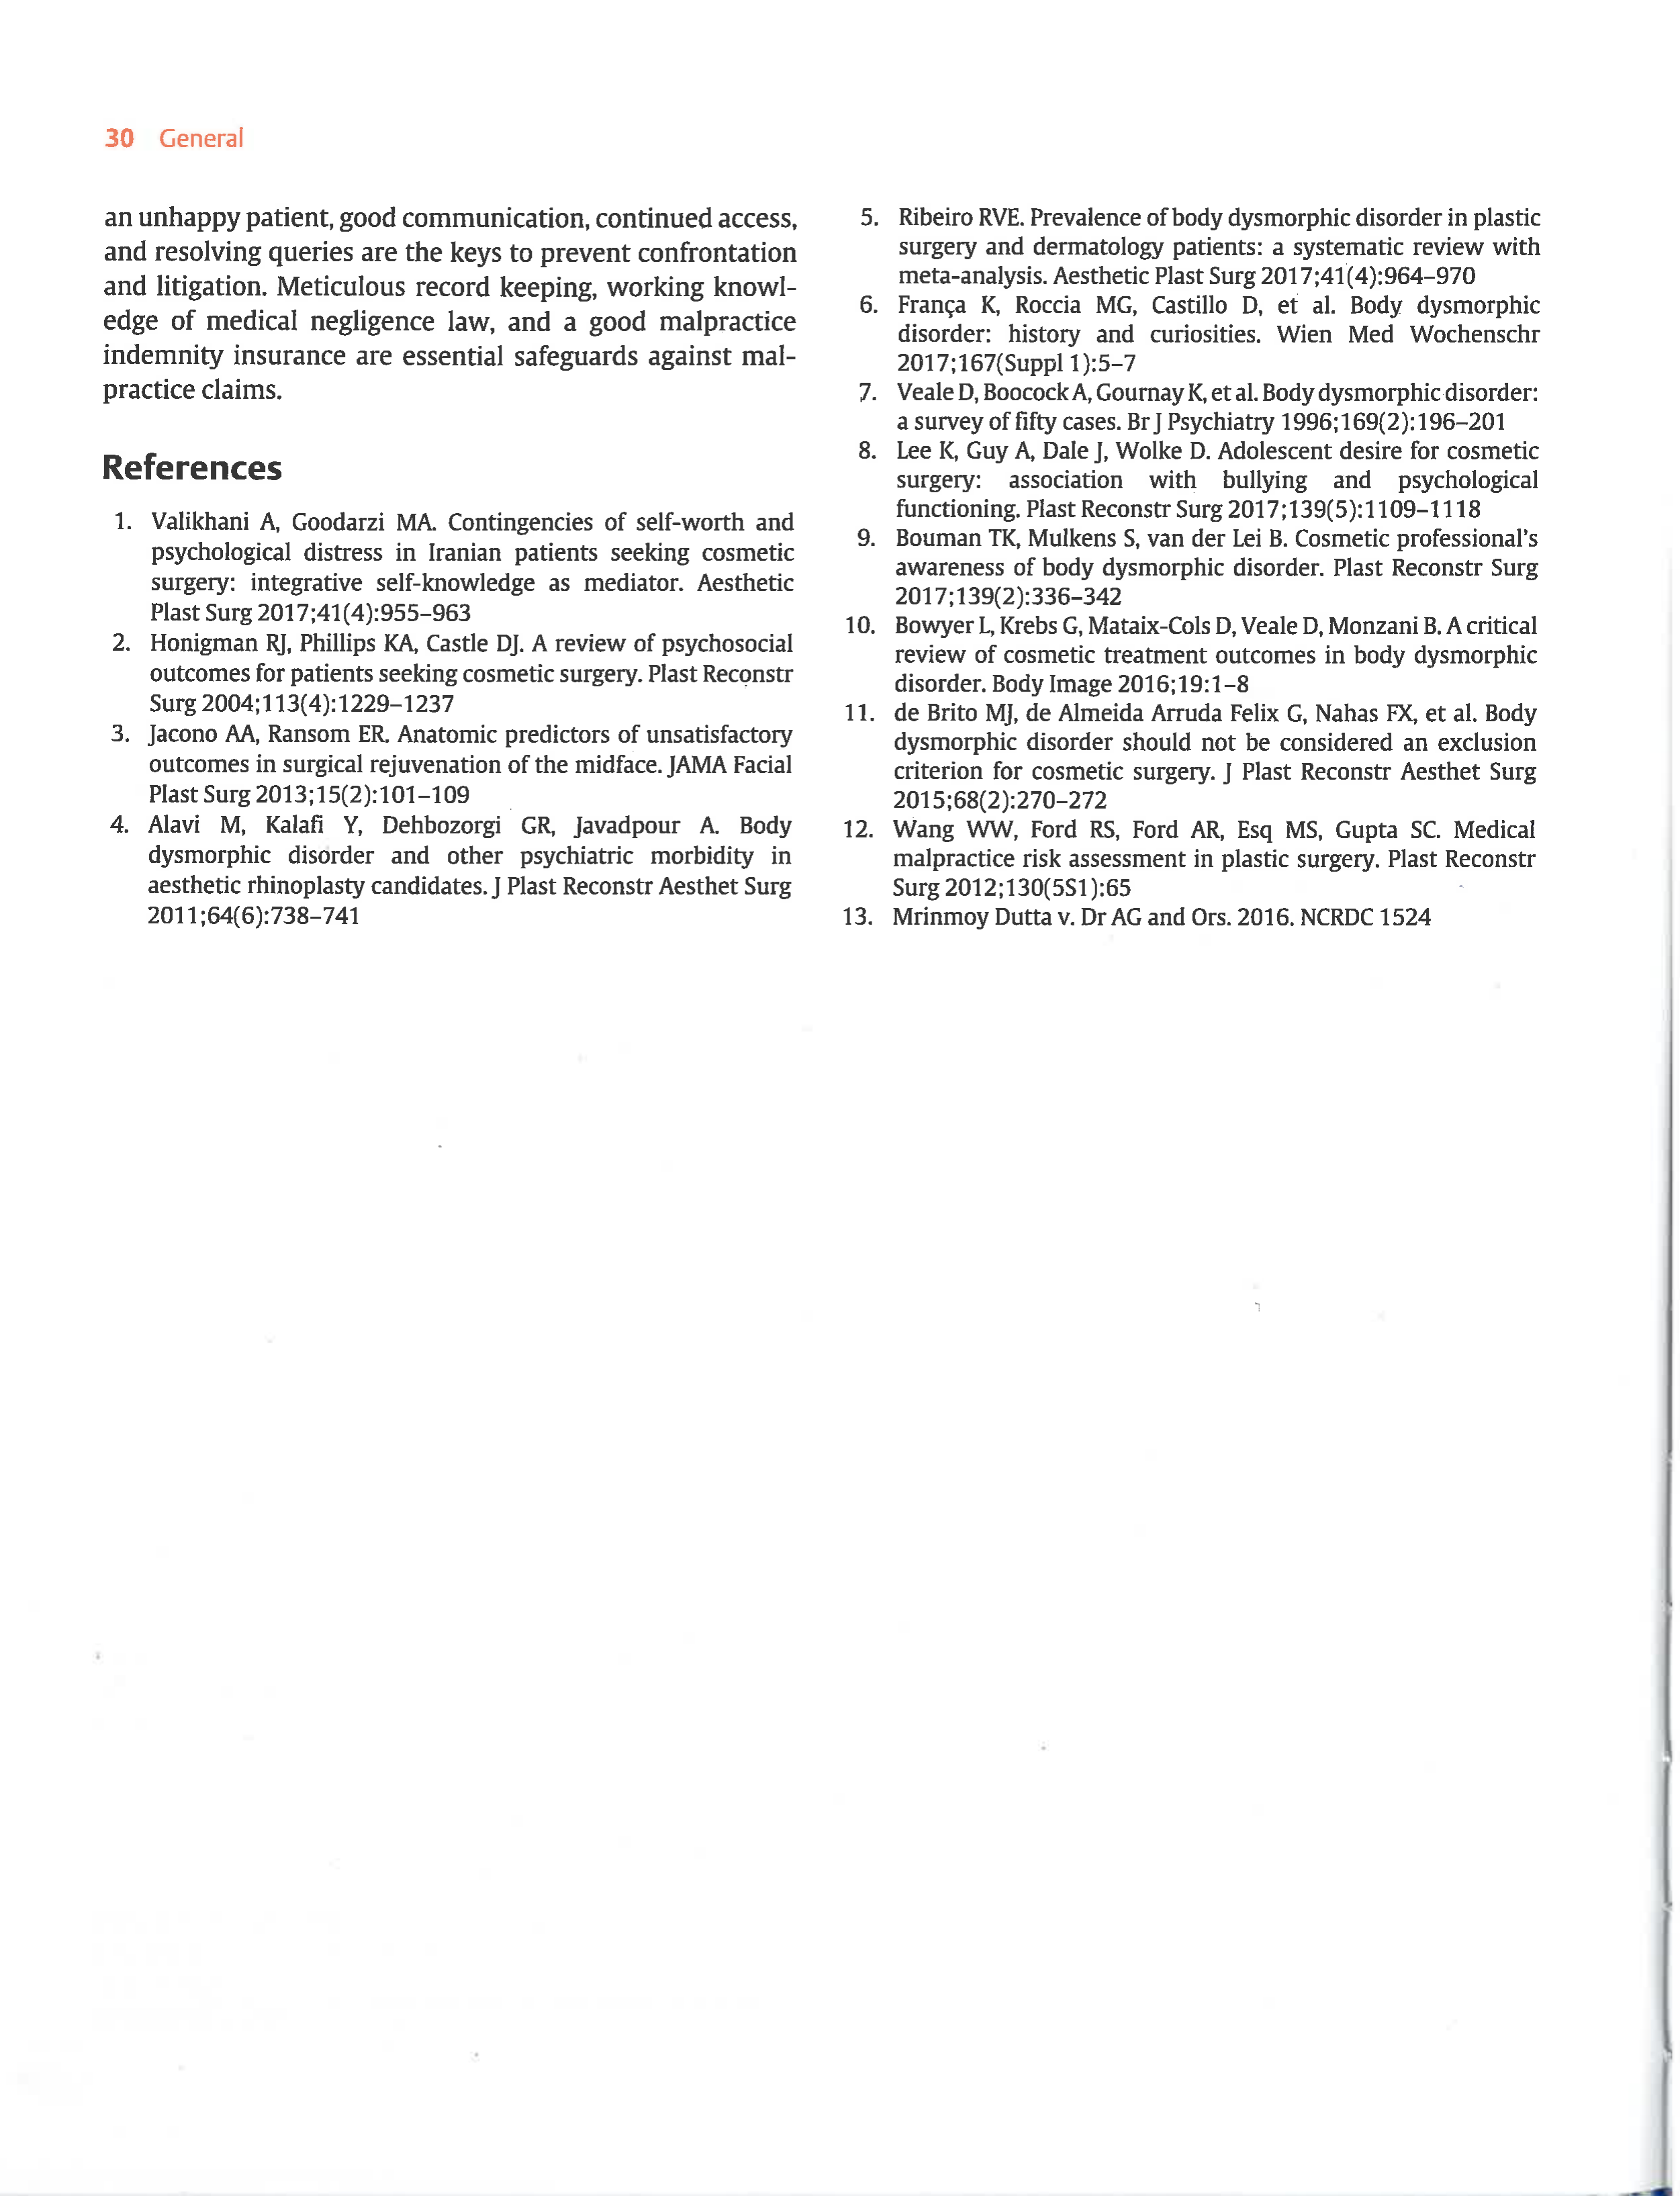 30 General
an unhappy patient, good communication, continued access,
and resolving queries are the keys to prevent confrontation
and litigation. Meticulous record keeping, working knowl-
edge of medical negligence law, and a good malpractice
indemnity insurance are essential safeguards against mal-
practice claims.
References
1. Valikhani A, Goodarzi MA. Contingencies of self-worth and
psychological distress in Iranian patients seeking cosmetic
surgery: integrative self-knowledge as mediator. Aesthetic
Plast Surg 2017;41(4):955–963
2. Honigman RJ, Phillips KA, Castle DJ. A review of psychosocial
outcomes for patients seeking cosmetic surgery. Plast Reconstr
Surg 2004;113(4):1229–1237
3. Jacono AA, Ransom ER. Anatomic predictors of unsatisfactory
outcomes in surgical rejuvenation of the midface. JAMA Facial
Plast Surg 2013;15(2):101–109
4. Alavi M, Kalafi Y, Dehbozorgi GR, Javadpour A. Body
dysmorphic disorder and other psychiatric morbidity in
aesthetic rhinoplasty candidates. J Plast Reconstr Aesthet Surg
2011;64(6):738–741
5. Ribeiro RVE. Prevalence of body dysmorphic disorder in plastic
surgery and dermatology patients: a systematic review with
meta-analysis. Aesthetic Plast Surg 2017;41(4):964–970
6. França K, Roccia MG, Castillo D, et al. Body dysmorphic
disorder: history and curiosities. Wien Med Wochenschr
2017;167(Suppl 1):5–7
7. Veale D, Boocock A, Gournay K, et al. Body dysmorphic disorder:
a survey of fifty cases. Br J Psychiatry 1996;169(2):196–201
8. Lee K, Guy A, Dale J, Wolke D. Adolescent desire for cosmetic
surgery: association with bullying and psychological
functioning. Plast Reconstr Surg 2017;139(5):1109–1118
9. Bouman TK, Mulkens S, van der Lei B. Cosmetic professional's
awareness of body dysmorphic disorder. Plast Reconstr Surg
2017;139(2):336–342
10. Bowyer L, Krebs G, Mataix-Cols D, Veale D, Monzani B. A critical
review of cosmetic treatment outcomes in body dysmorphic
disorder. Body Image 2016;19:1–8
11. de Brito MJ, de Almeida Arruda Felix G, Nahas FX, et al. Body
dysmorphic disorder should not be considered an exclusion
criterion for cosmetic surgery. J Plast Reconstr Aesthet Surg
2015;68(2):270–272
12. Wang WW, Ford RS, Ford AR, Esq MS, Gupta SC. Medical
malpractice risk assessment in plastic surgery. Plast Reconstr
Surg 2012;130(5S1):65
13. Mrinmoy Dutta v. Dr AG and Ors. 2016. NCRDC 1524